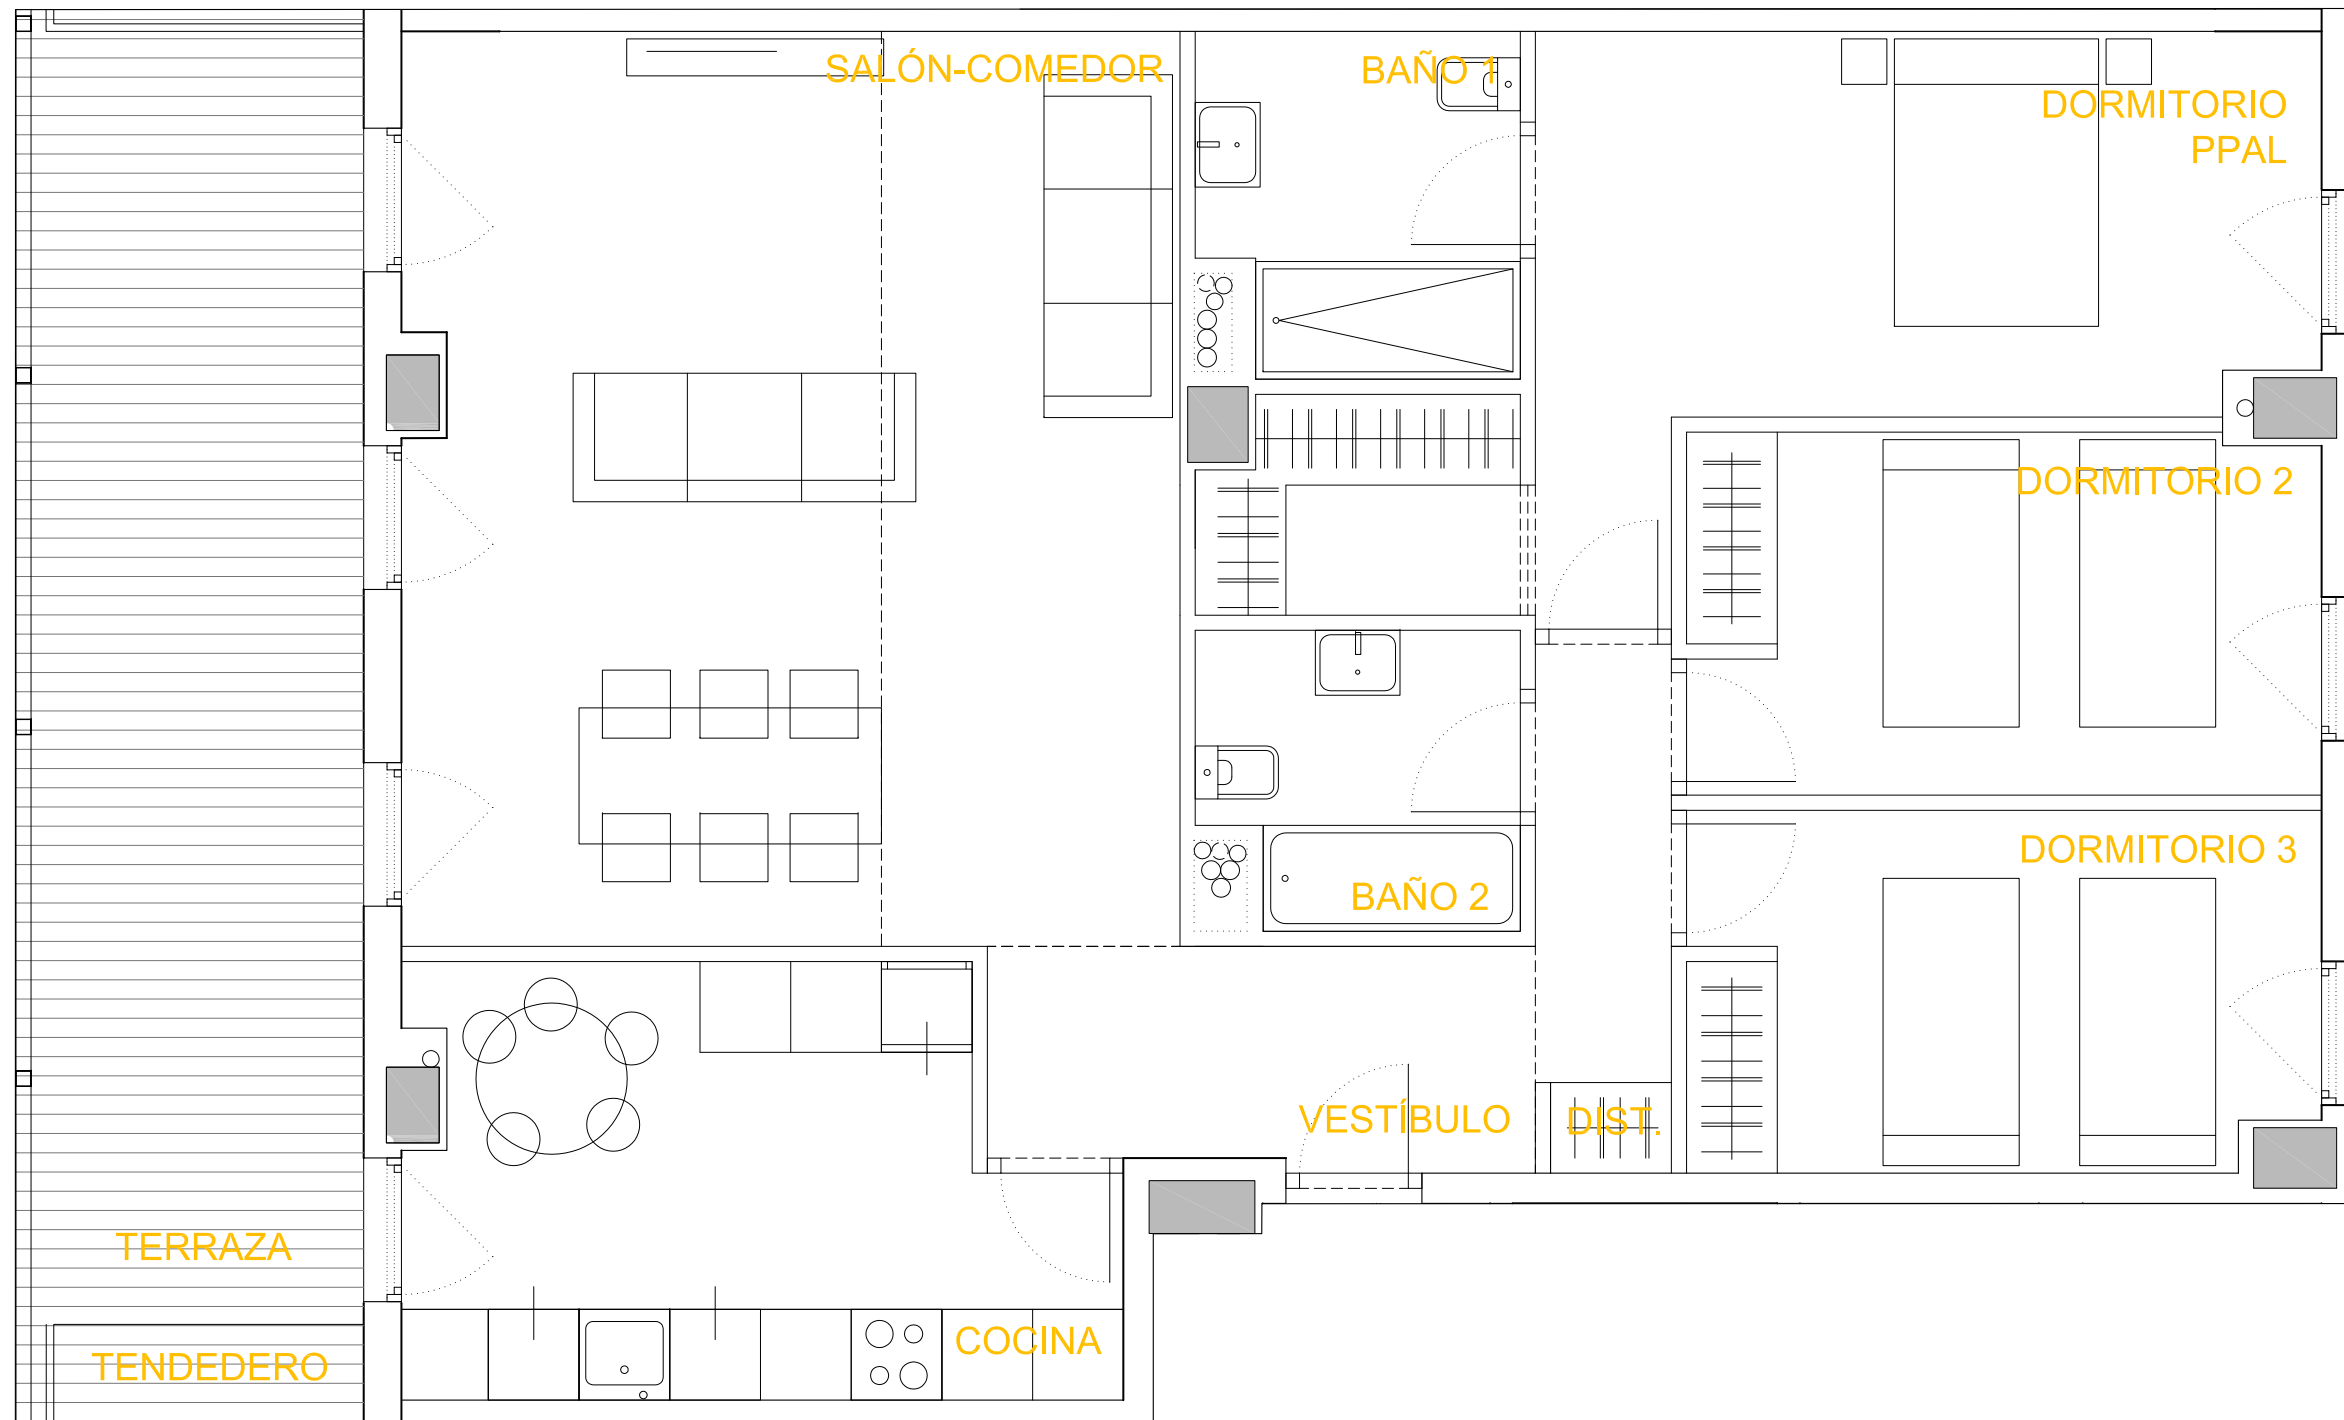 SALÓN-COMEDOR
BAÑO 1
DORMITORIO
PPAL
DORMITORIO 2
DORMITORIO 3
BAÑO 2
VESTÍBULO
DIST.
TERRAZA
COCINA
TENDEDERO